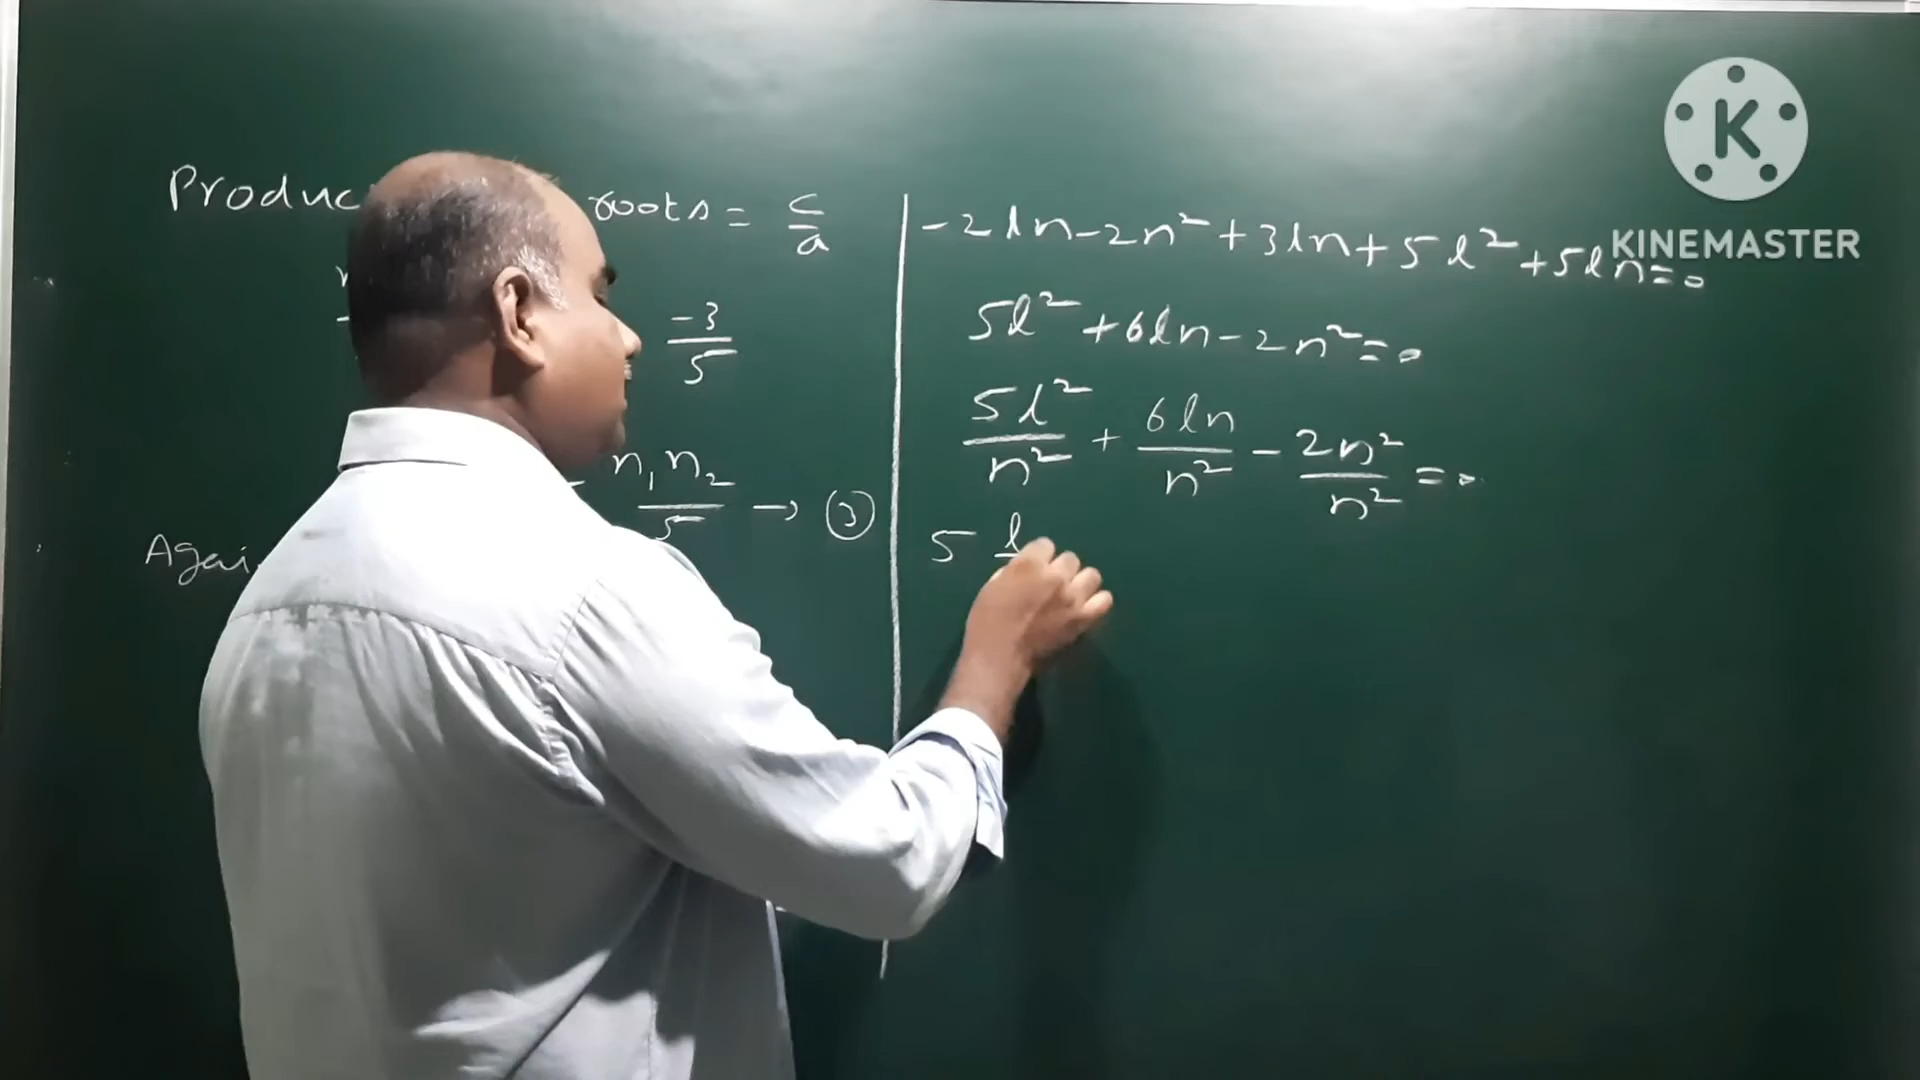 Produc roots = c/a
-3/5
n₁n₂/5 → ③
Agai
-2ln-2n²+3ln+5l²+5ln=0
5l²+6ln-2n²=0
5l²/n² + 6ln/n² - 2n²/n² = 0
5 l
K
KINEMASTER